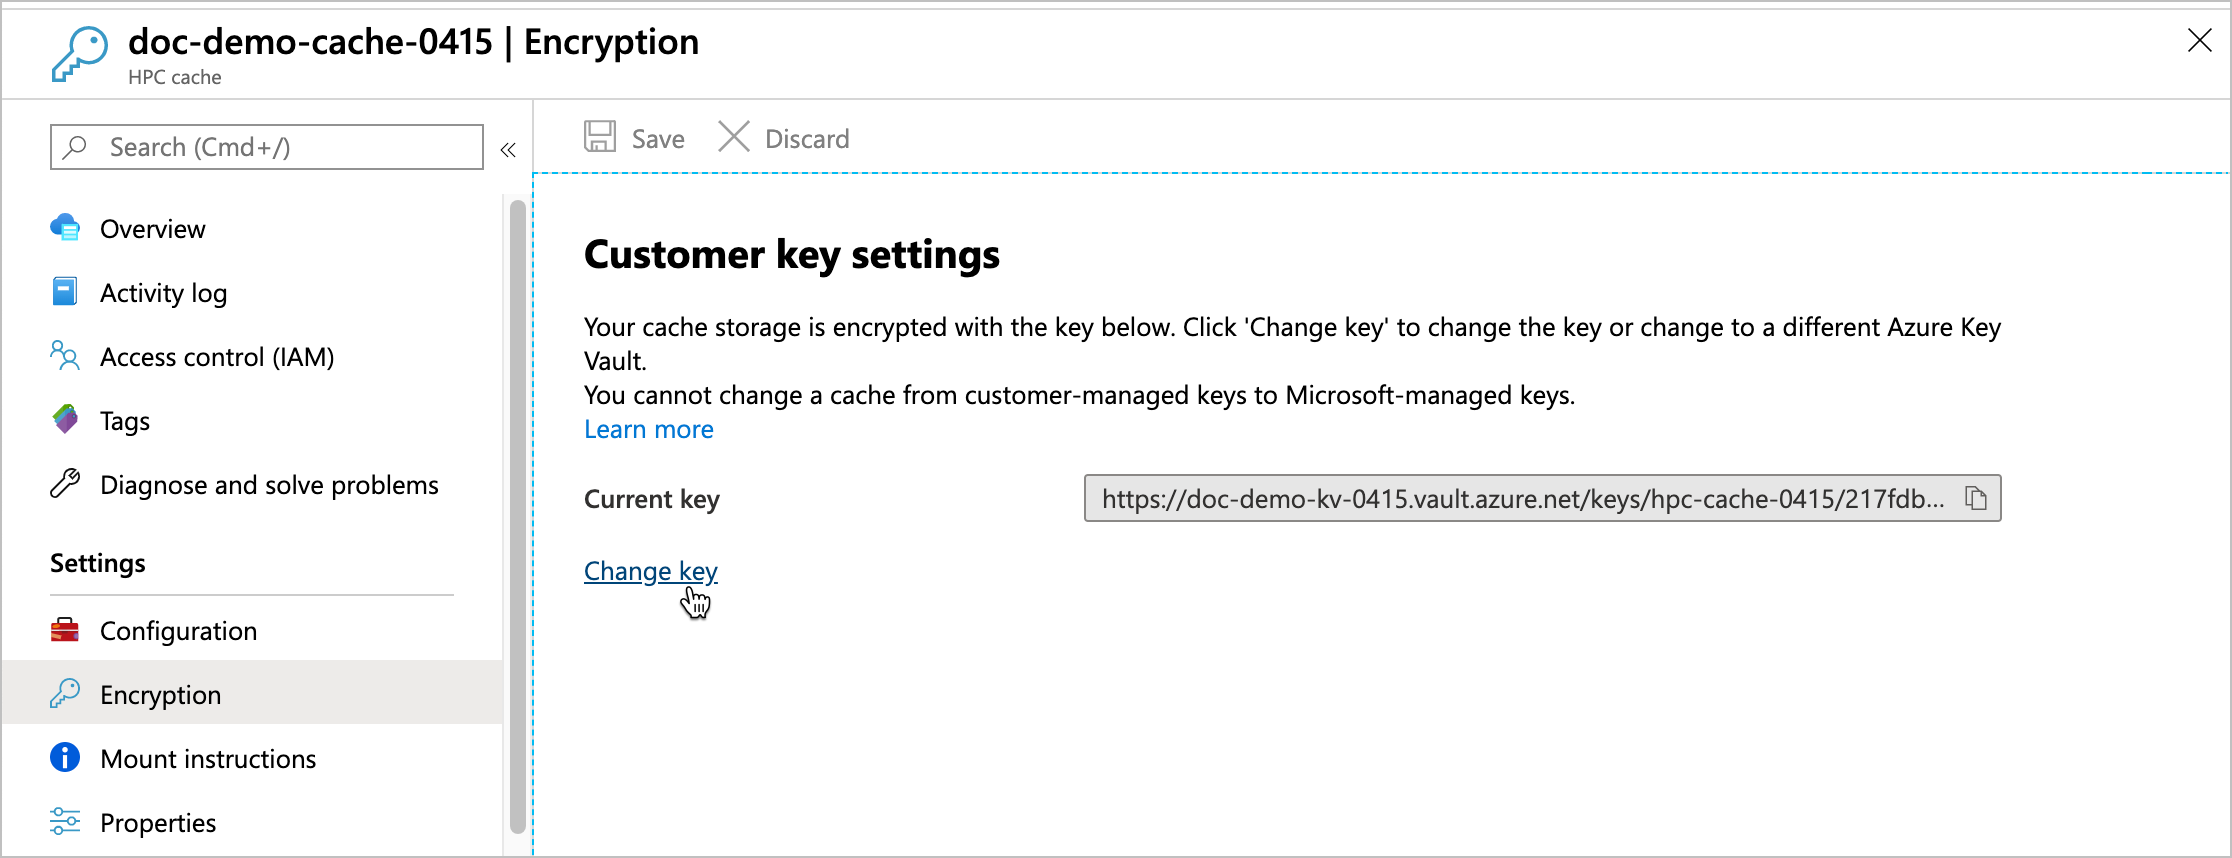 doc-demo-cache-0415 | Encryption
HPC cache
Search (Cmd+/)
«
Overview
Activity log
Access control (IAM)
Tags
Diagnose and solve problems
Settings
Configuration
Encryption
Mount instructions
Properties
Save
Discard
Customer key settings
Your cache storage is encrypted with the key below. Click 'Change key' to change the key or change to a different Azure Key
Vault.
You cannot change a cache from customer-managed keys to Microsoft-managed keys.
Learn more
Current key
https://doc-demo-kv-0415.vault.azure.net/keys/hpc-cache-0415/217fdb...
Change key